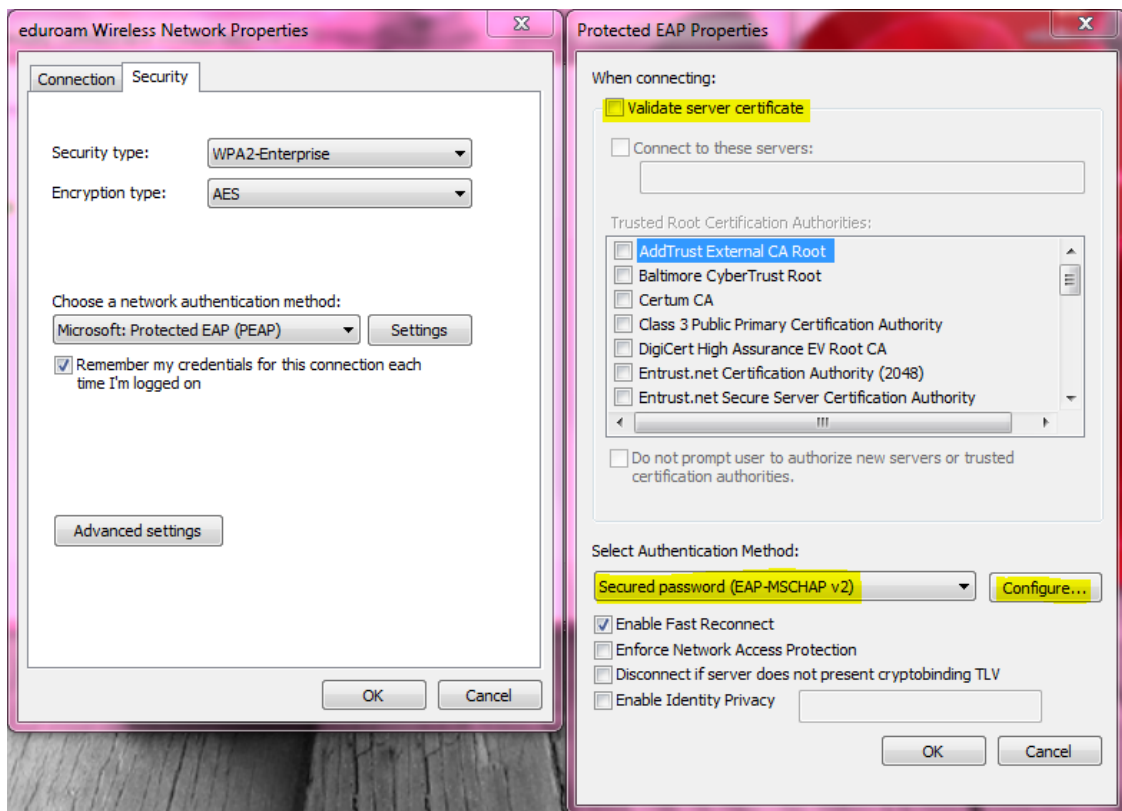 eduroam Wireless Network Properties
Connection
Security
Security type:
WPA2-Enterprise
Encryption type:
AES
Choose a network authentication method:
Microsoft: Protected EAP (PEAP)
Settings
Remember my credentials for this connection each
time I'm logged on
Advanced settings
OK
Cancel
Protected EAP Properties
When connecting:
Validate server certificate
Connect to these servers:
Trusted Root Certification Authorities:
AddTrust External CA Root
Baltimore CyberTrust Root
Certum CA
Class 3 Public Primary Certification Authority
DigiCert High Assurance EV Root CA
Entrust.net Certification Authority (2048)
Entrust.net Secure Server Certification Authority
Do not prompt user to authorize new servers or trusted
certification authorities.
Select Authentication Method:
Secured password (EAP-MSCHAP v2)
Configure...
Enable Fast Reconnect
Enforce Network Access Protection
Disconnect if server does not present cryptobinding TLV
Enable Identity Privacy
OK
Cancel